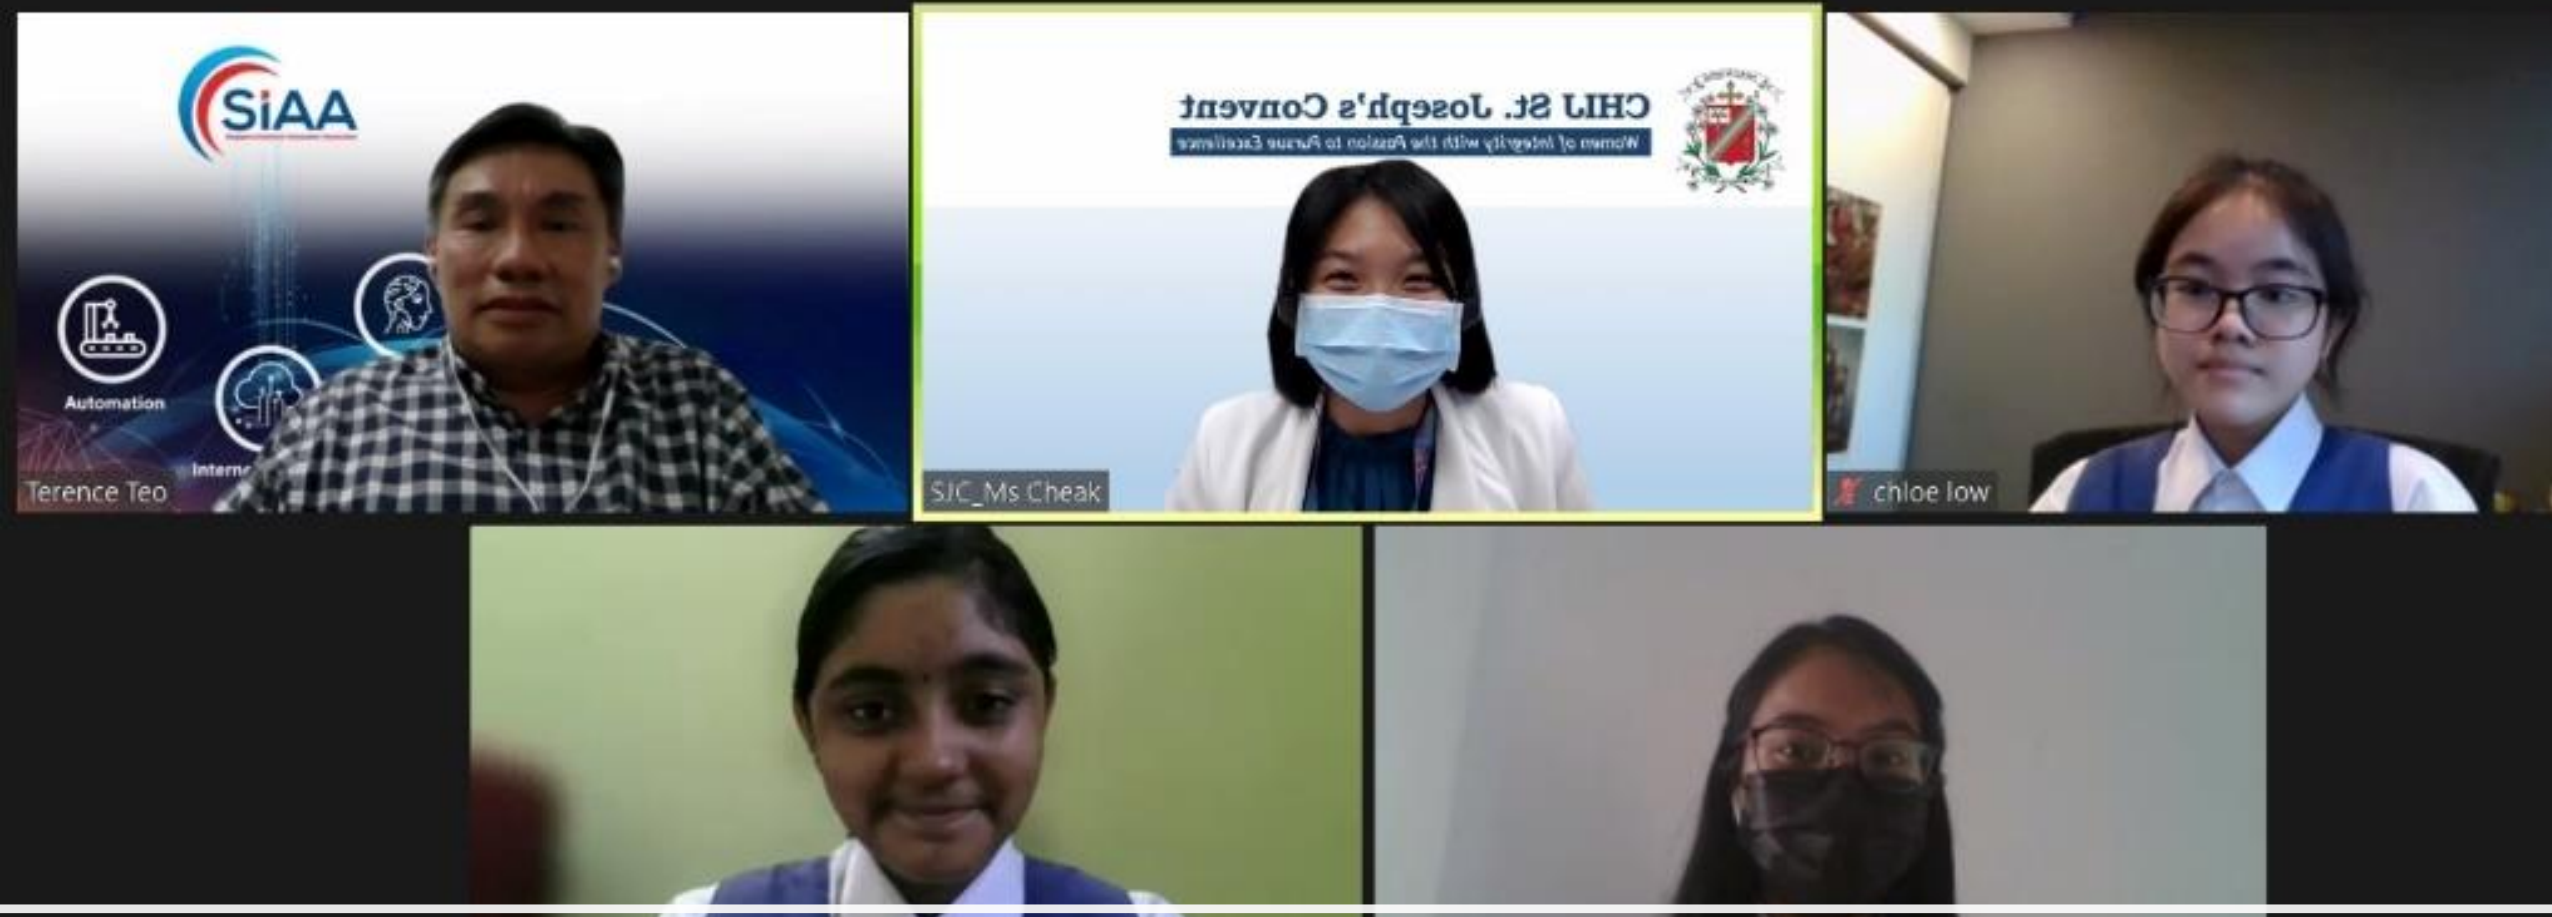 SiAA
CHIJ St. Joseph's Convent
Women of Integrity with the Passion to Pursue Excellence
Automation
Terence Teo
SJC_Ms Cheak
chloe low